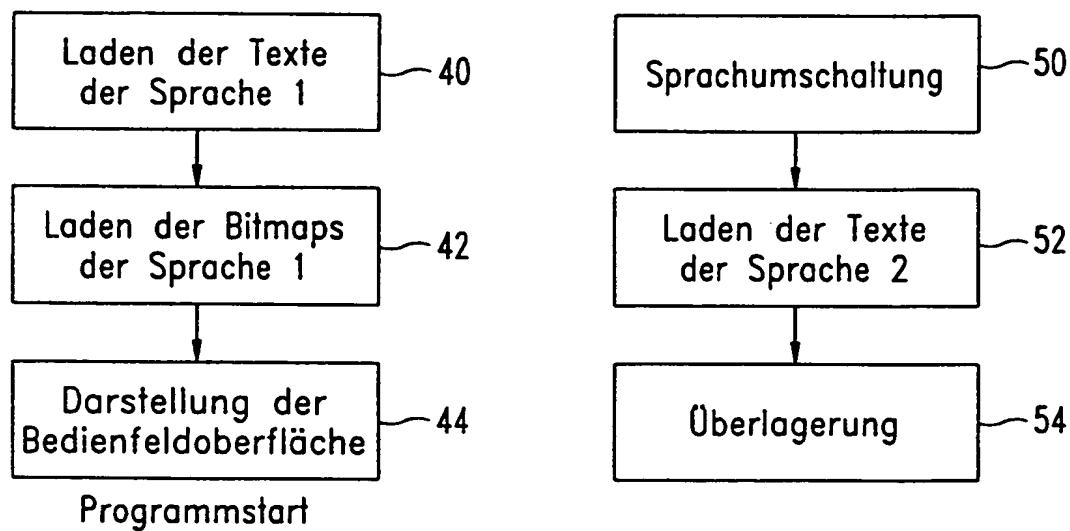 Laden der Texte
der Sprache 1
40
Laden der Bitmaps
der Sprache 1
42
Darstellung der
Bedienfeldoberfläche
44
Programmstart
Sprachumschaltung
50
Laden der Texte
der Sprache 2
52
Überlagerung
54